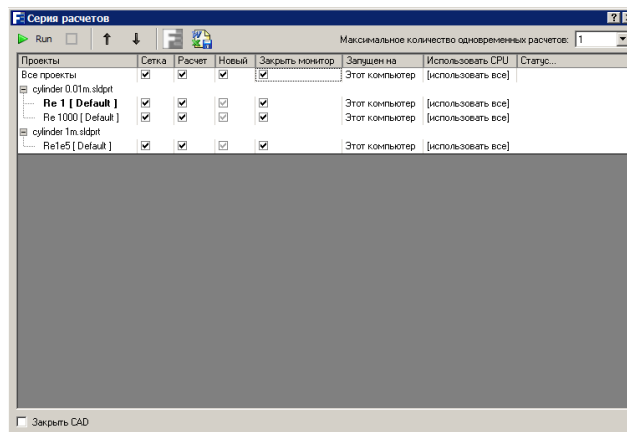 Серия расчетов
Run Максимальное количество одновременных расчетов: 1
Проекты Сетка Расчет Новый Закрыть монитор Запущен на Использовать CPU Статус...
Все проекты Этот компьютер [использовать все]
cylinder 0.01m.sldprt
Re 1 [ Default ] Этот компьютер [использовать все]
Re 1000 [ Default ] Этот компьютер [использовать все]
cylinder 1m.sldprt
Re1e5 [ Default ] Этот компьютер [использовать все]
Закрыть CAD